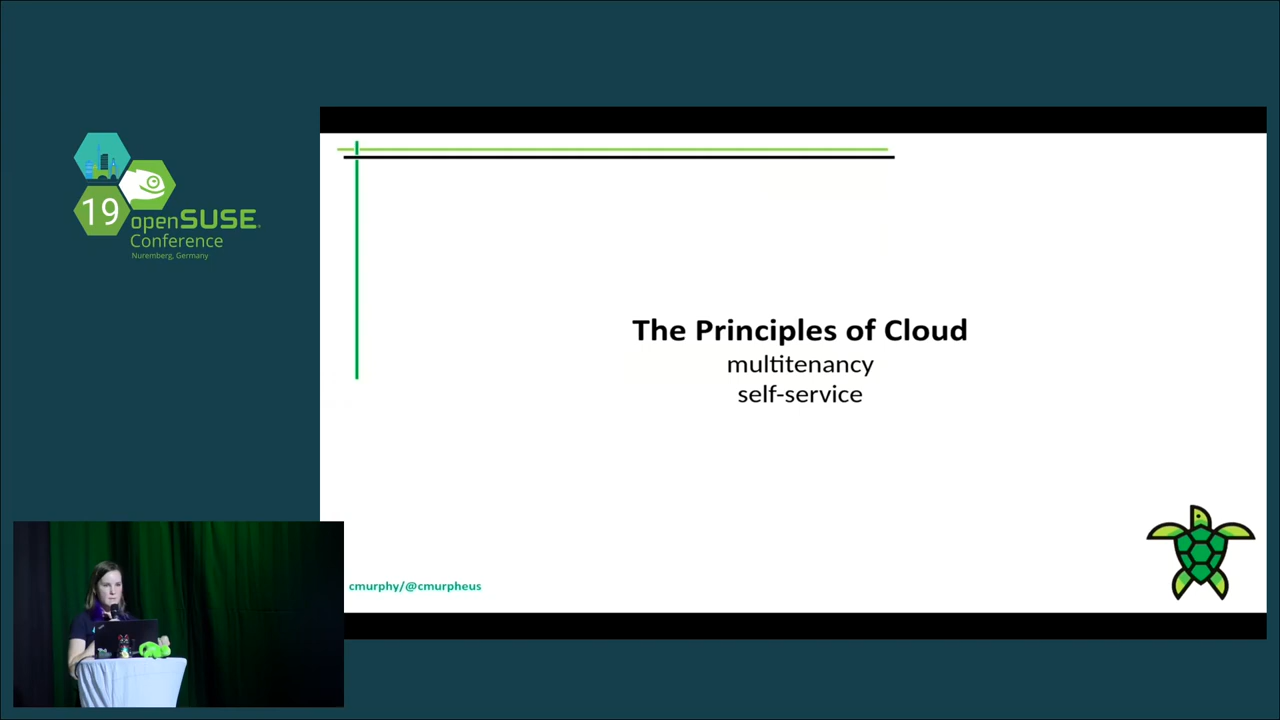 19
openSUSE
Conference
Nuremberg, Germany
The Principles of Cloud
multitenancy
self-service
cmurphy/@cmurpheus